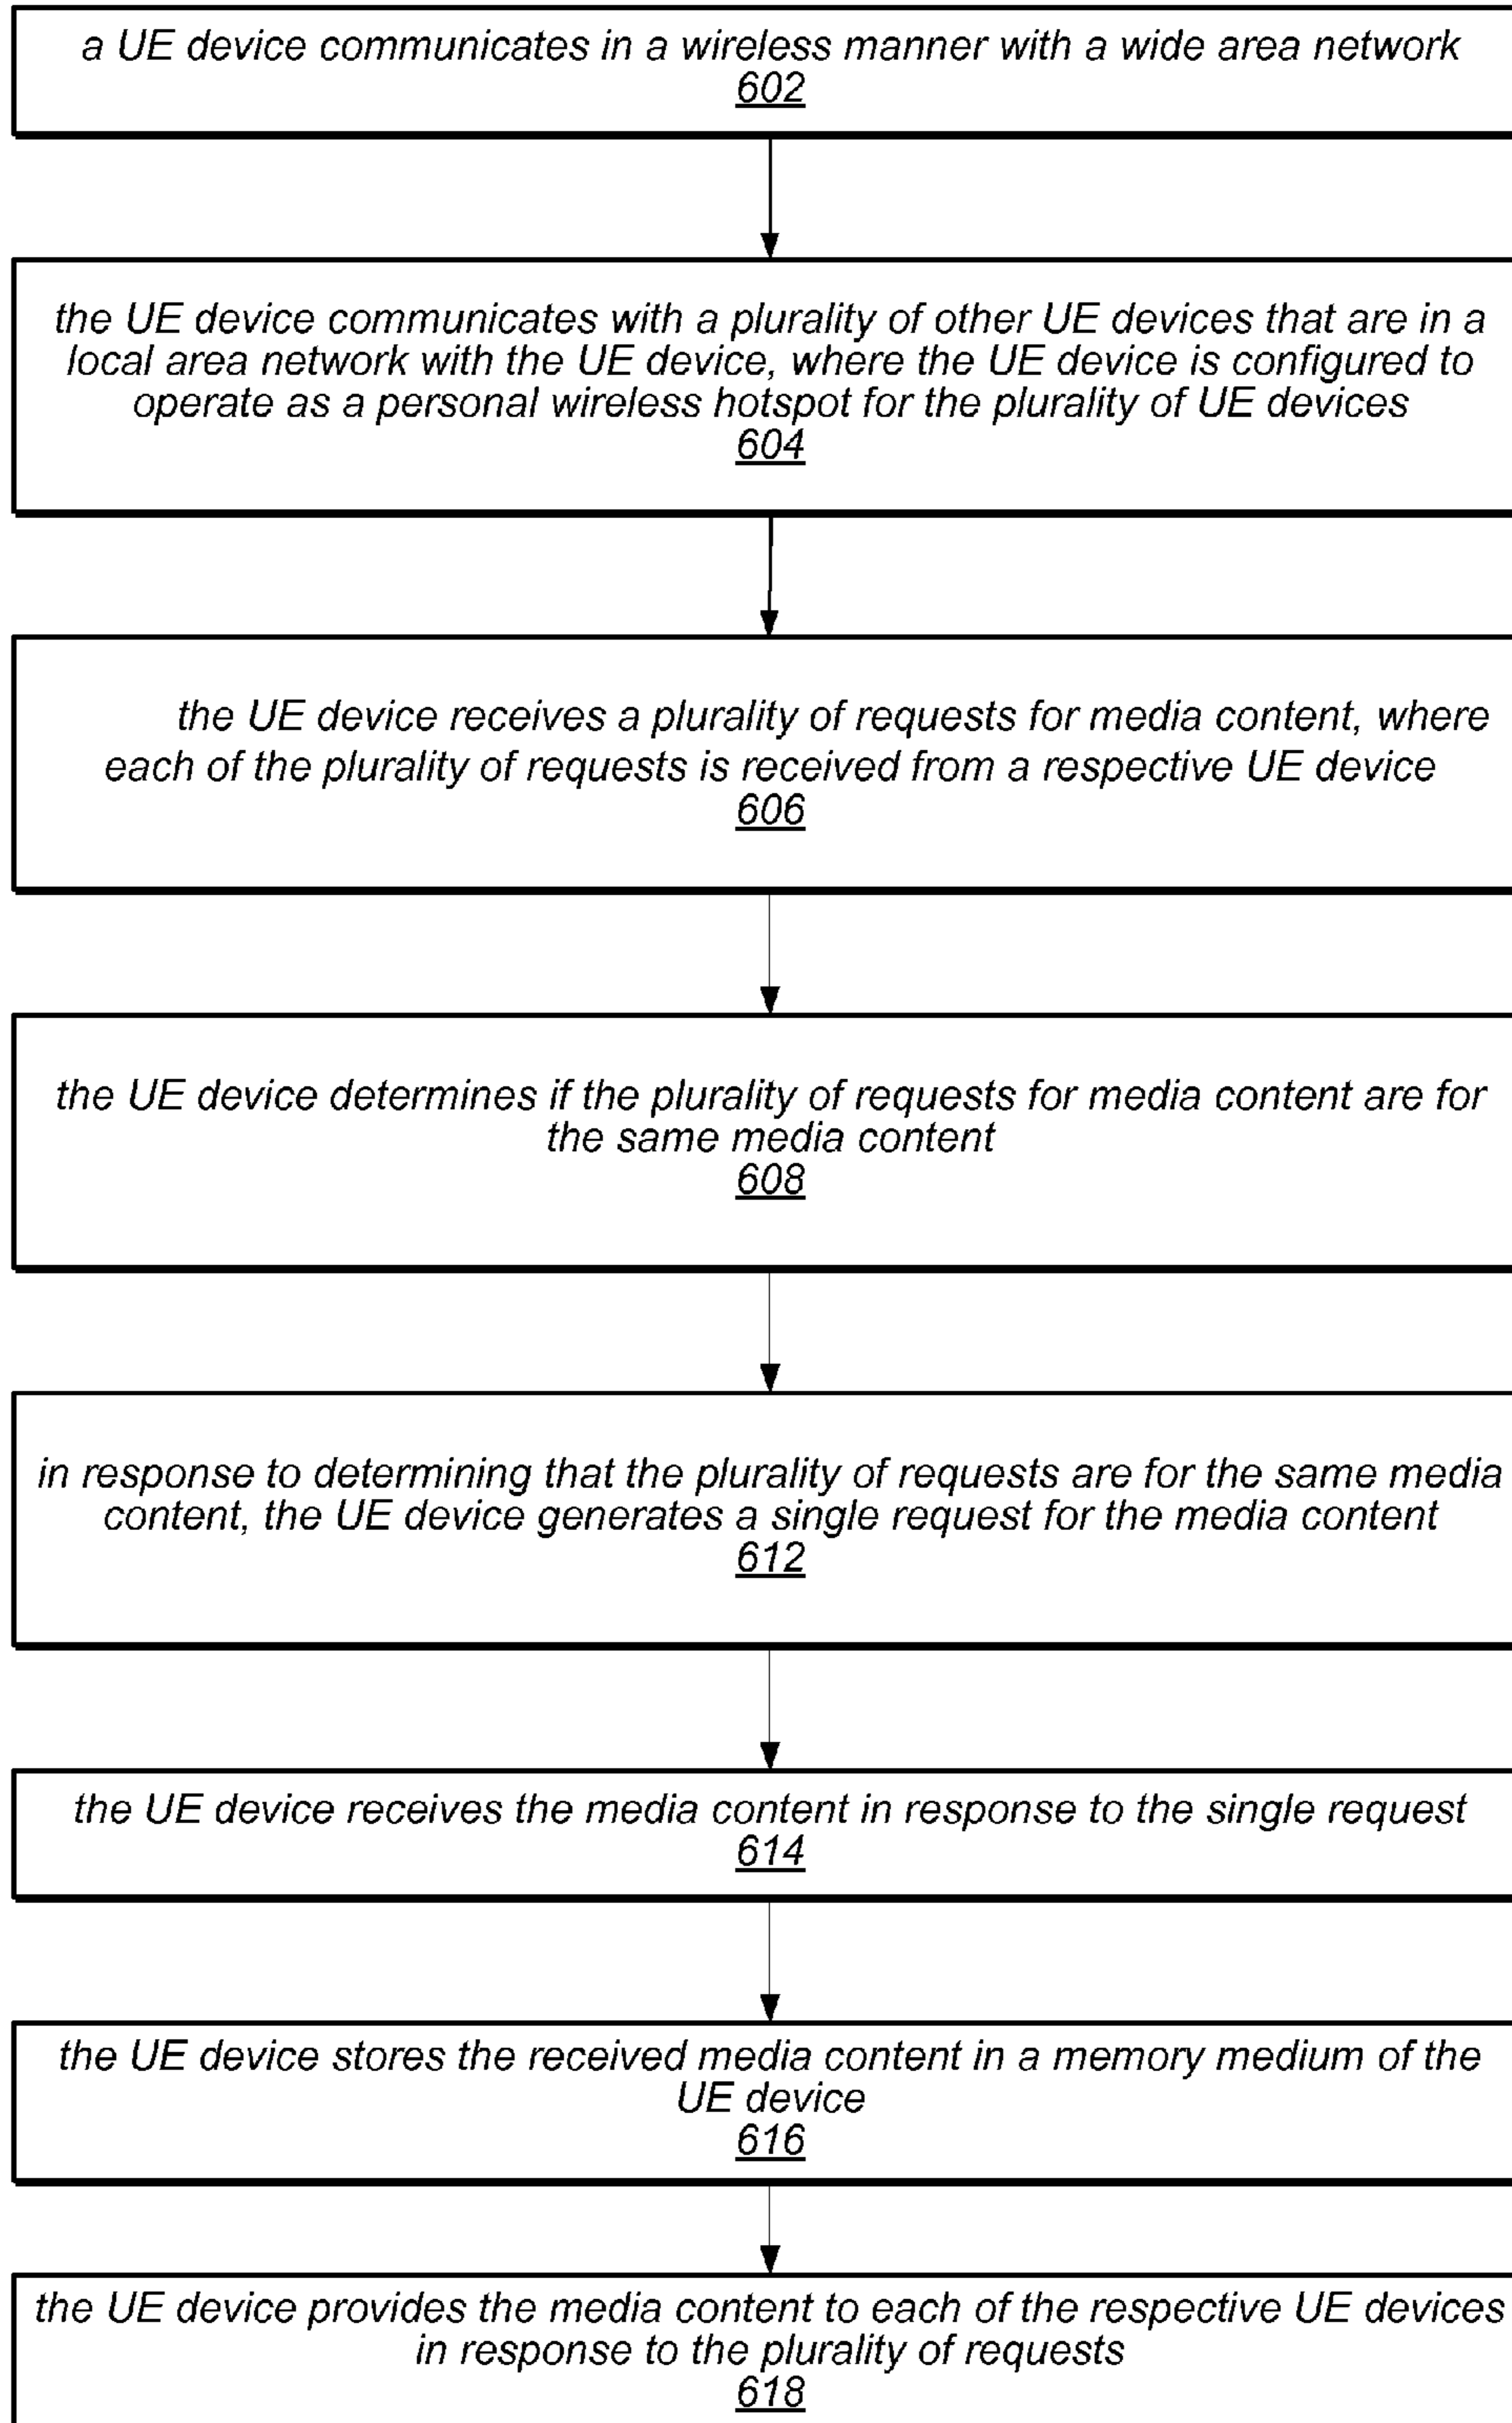 a UE device communicates in a wireless manner with a wide area network
602
the UE device communicates with a plurality of other UE devices that are in a
local area network with the UE device, where the UE device is configured to
operate as a personal wireless hotspot for the plurality of UE devices
604
the UE device receives a plurality of requests for media content, where
each of the plurality of requests is received from a respective UE device
606
the UE device determines if the plurality of requests for media content are for
the same media content
608
in response to determining that the plurality of requests are for the same media
content, the UE device generates a single request for the media content
612
the UE device receives the media content in response to the single request
614
the UE device stores the received media content in a memory medium of the
UE device
616
the UE device provides the media content to each of the respective UE devices
in response to the plurality of requests
618